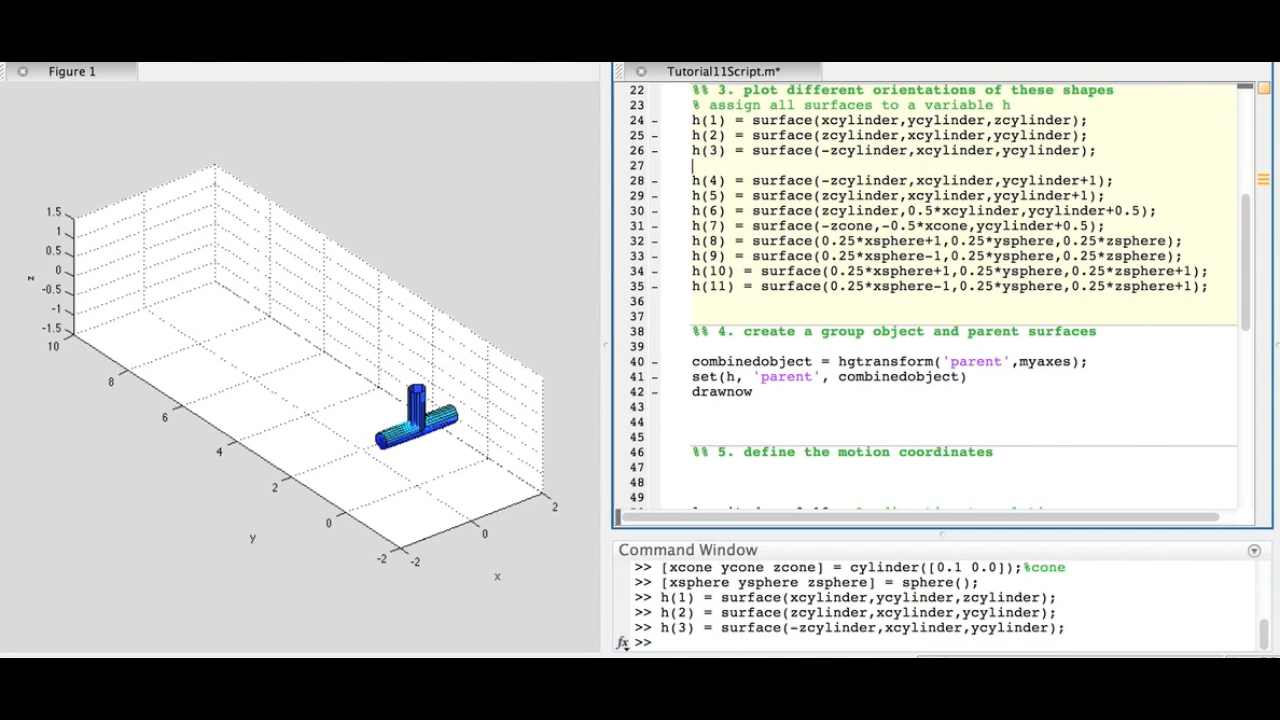 Figure 1
1.5
1
0.5
0
-0.5
-1
-1.5
z
10
8
6
4
2
0
-2
y
-2
0
2
x
Tutorial11Script.m*
22 %% 3. plot different orientations of these shapes
23 % assign all surfaces to a variable h
24 - h(1) = surface(xcylinder,ycylinder,zcylinder);
25 - h(2) = surface(zcylinder,xcylinder,ycylinder);
26 - h(3) = surface(-zcylinder,xcylinder,ycylinder);
27
28 - h(4) = surface(-zcylinder,xcylinder,ycylinder+1);
29 - h(5) = surface(zcylinder,xcylinder,ycylinder+1);
30 - h(6) = surface(zcylinder,0.5*xcylinder,ycylinder+0.5);
31 - h(7) = surface(-zcone,-0.5*xcone,ycylinder+0.5);
32 - h(8) = surface(0.25*xsphere+1,0.25*ysphere,0.25*zsphere);
33 - h(9) = surface(0.25*xsphere-1,0.25*ysphere,0.25*zsphere);
34 - h(10) = surface(0.25*xsphere+1,0.25*ysphere,0.25*zsphere+1);
35 - h(11) = surface(0.25*xsphere-1,0.25*ysphere,0.25*zsphere+1);
36
37
38 %% 4. create a group object and parent surfaces
39
40 - combinedobject = hgtransform('parent',myaxes);
41 - set(h, 'parent', combinedobject)
42 - drawnow
43
44
45
46 %% 5. define the motion coordinates
47
48
49
Command Window
>> [xcone ycone zcone] = cylinder([0.1 0.0]);%cone
>> [xsphere ysphere zsphere] = sphere();
>> h(1) = surface(xcylinder,ycylinder,zcylinder);
>> h(2) = surface(zcylinder,xcylinder,ycylinder);
>> h(3) = surface(-zcylinder,xcylinder,ycylinder);
fx >>